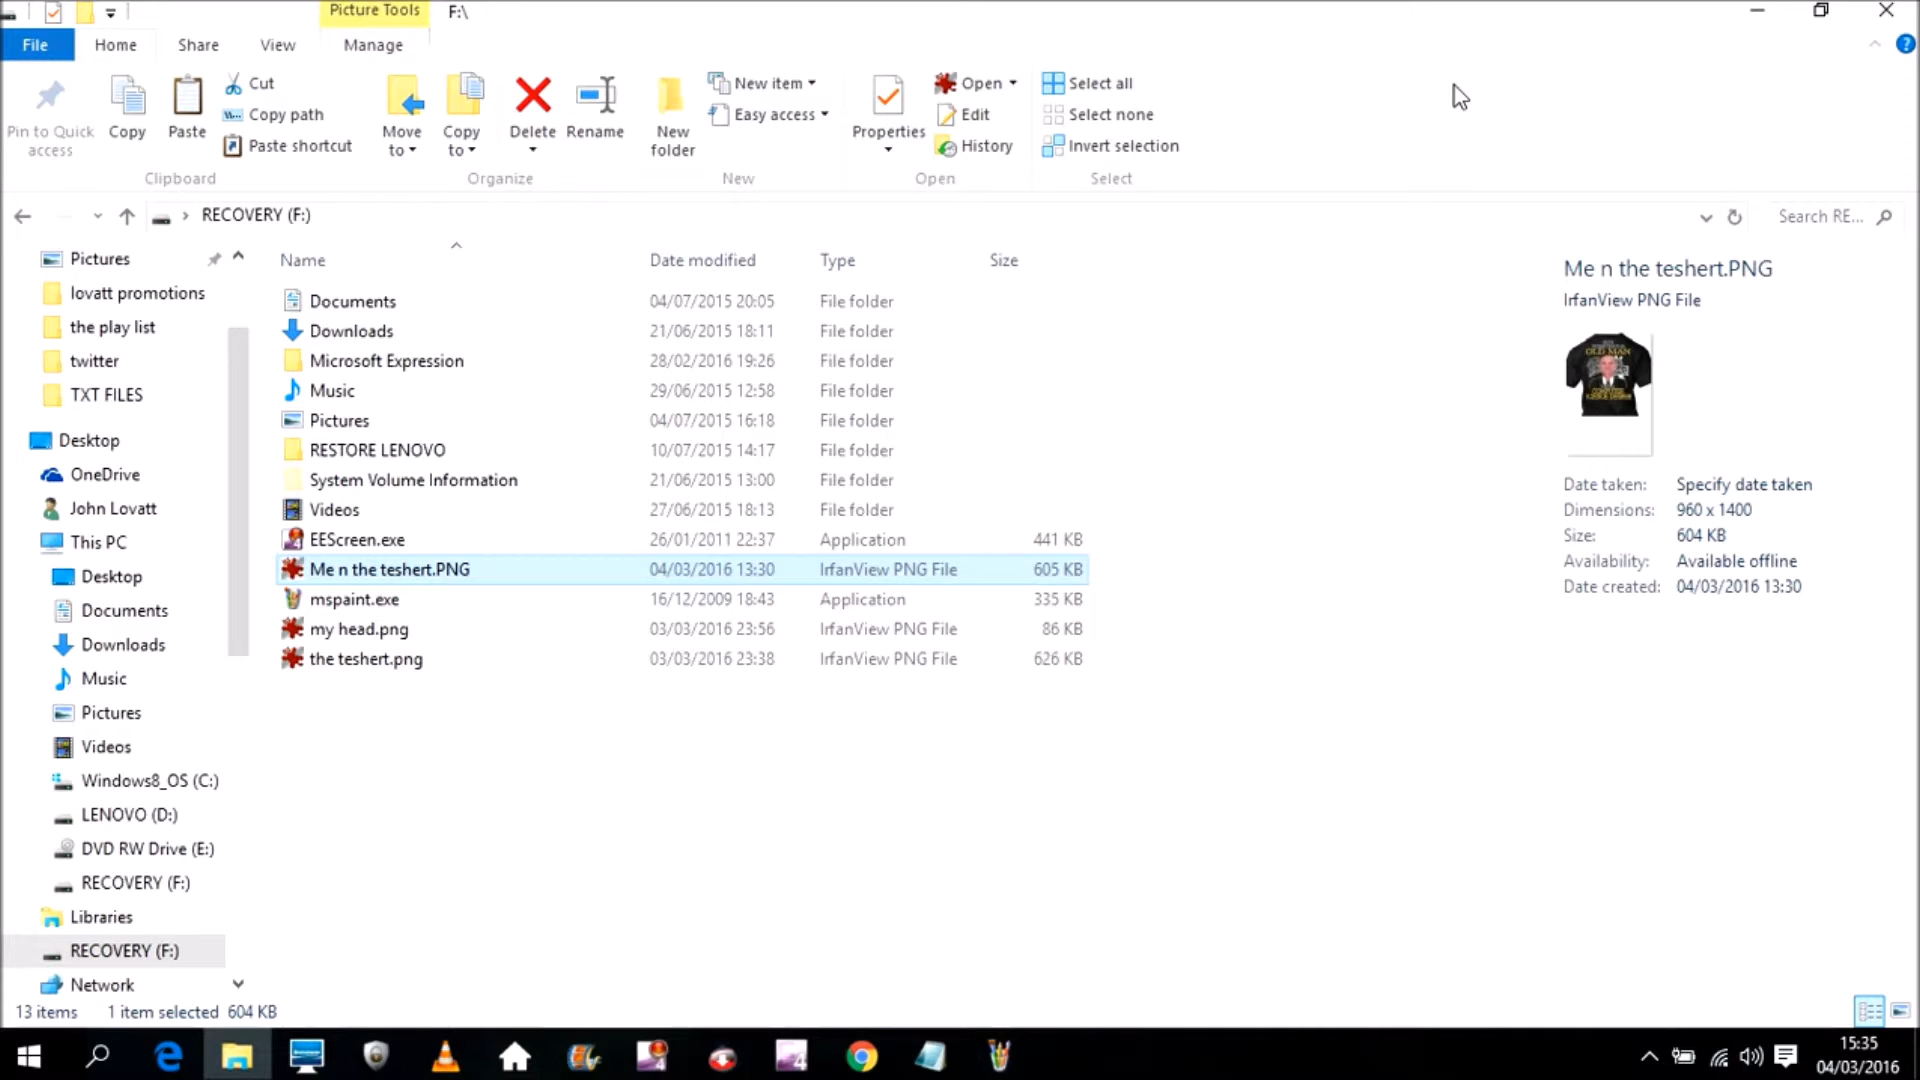 Picture Tools F:\
File Home Share View Manage
Pin to Quick access
Copy
Paste
Cut
Copy path
Paste shortcut
Clipboard
Move to
Copy to
Delete
Rename
Organize
New folder
New item
Easy access
New
Properties
Open
Edit
History
Open
Select all
Select none
Invert selection
Select
RECOVERY (F:)
Search RE...
Pictures
lovatt promotions
the play list
twitter
TXT FILES
Desktop
OneDrive
John Lovatt
This PC
Desktop
Documents
Downloads
Music
Pictures
Videos
Windows8_OS (C:)
LENOVO (D:)
DVD RW Drive (E:)
RECOVERY (F:)
Libraries
RECOVERY (F:)
Network
Name Date modified Type Size
Documents 04/07/2015 20:05 File folder
Downloads 21/06/2015 18:11 File folder
Microsoft Expression 28/02/2016 19:26 File folder
Music 29/06/2015 12:58 File folder
Pictures 04/07/2015 16:18 File folder
RESTORE LENOVO 10/07/2015 14:17 File folder
System Volume Information 21/06/2015 13:00 File folder
Videos 27/06/2015 18:13 File folder
EEScreen.exe 26/01/2011 22:37 Application 441 KB
Me n the teshert.PNG 04/03/2016 13:30 IrfanView PNG File 605 KB
mspaint.exe 16/12/2009 18:43 Application 335 KB
my head.png 03/03/2016 23:56 IrfanView PNG File 86 KB
the teshert.png 03/03/2016 23:38 IrfanView PNG File 626 KB
Me n the teshert.PNG
IrfanView PNG File
OLD MAN
Date taken: Specify date taken
Dimensions: 960 x 1400
Size: 604 KB
Availability: Available offline
Date created: 04/03/2016 13:30
13 items 1 item selected 604 KB
15:35
04/03/2016